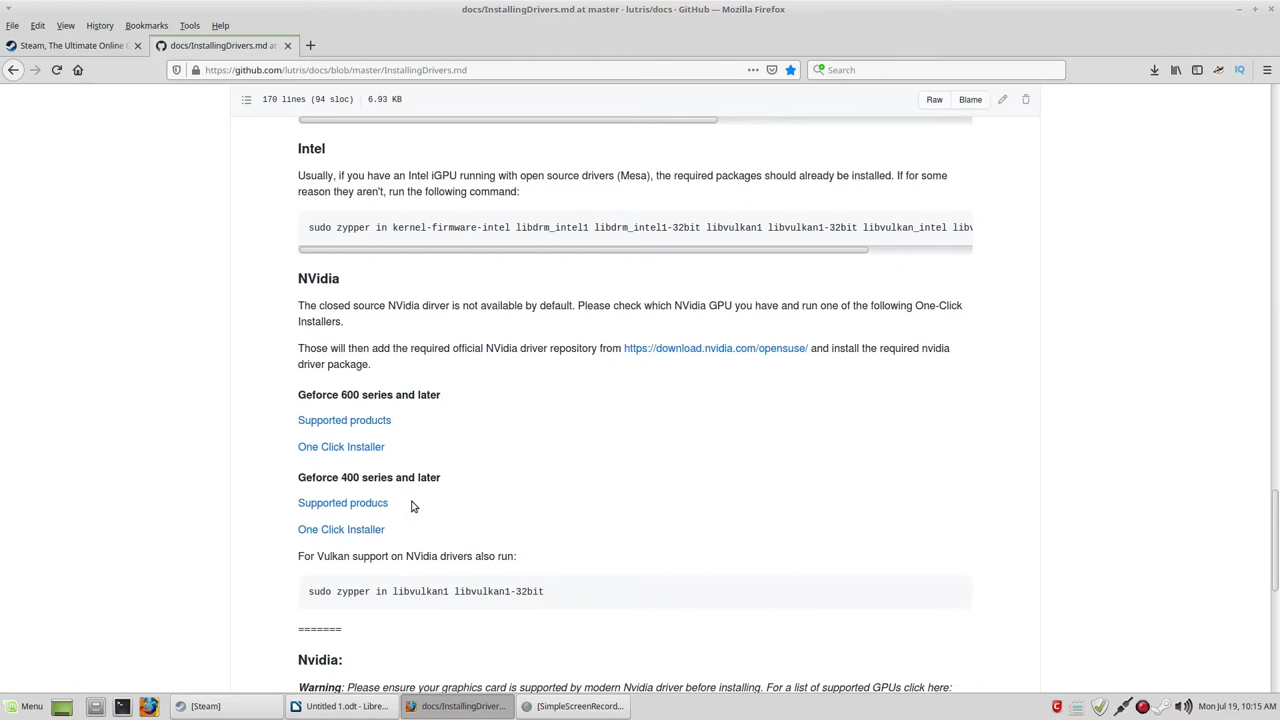 docs/InstallingDrivers.md at master · lutris/docs · GitHub — Mozilla Firefox
File Edit View History Bookmarks Tools Help
Steam, The Ultimate Online
docs/InstallingDrivers.md at
https://github.com/lutris/docs/blob/master/InstallingDrivers.md
Search
170 lines (94 sloc) 6.93 KB
Raw Blame
Intel
Usually, if you have an Intel iGPU running with open source drivers (Mesa), the required packages should already be installed. If for some
reason they aren't, run the following command:
sudo zypper in kernel-firmware-intel libdrm_intel1 libdrm_intel1-32bit libvulkan1 libvulkan1-32bit libvulkan_intel libv
NVidia
The closed source NVidia dirver is not available by default. Please check which NVidia GPU you have and run one of the following One-Click
Installers.
Those will then add the required official NVidia driver repository from https://download.nvidia.com/opensuse/ and install the required nvidia
driver package.
Geforce 600 series and later
Supported products
One Click Installer
Geforce 400 series and later
Supported producs
One Click Installer
For Vulkan support on NVidia drivers also run:
sudo zypper in libvulkan1 libvulkan1-32bit
=======
Nvidia:
Warning: Please ensure your graphics card is supported by modern Nvidia driver before installing. For a list of supported GPUs click here:
Menu
[Steam]
Untitled 1.odt - Libre...
docs/InstallingDriver...
[SimpleScreenRecord...
Mon Jul 19, 10:15 AM